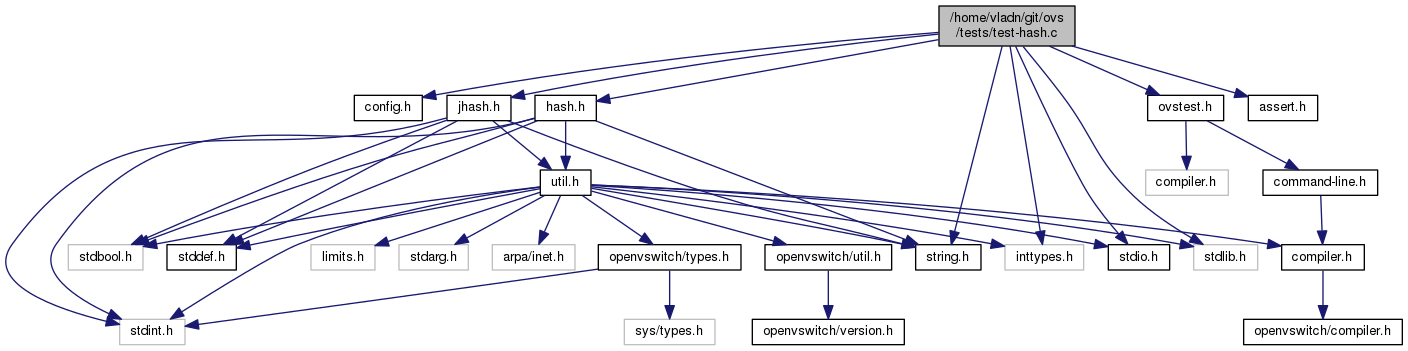 /home/vladn/git/ovs
/tests/test-hash.c
config.h
jhash.h
hash.h
ovstest.h
assert.h
util.h
compiler.h
command-line.h
stdbool.h
stddef.h
limits.h
stdarg.h
arpa/inet.h
openvswitch/types.h
openvswitch/util.h
string.h
inttypes.h
stdio.h
stdlib.h
compiler.h
stdint.h
sys/types.h
openvswitch/version.h
openvswitch/compiler.h